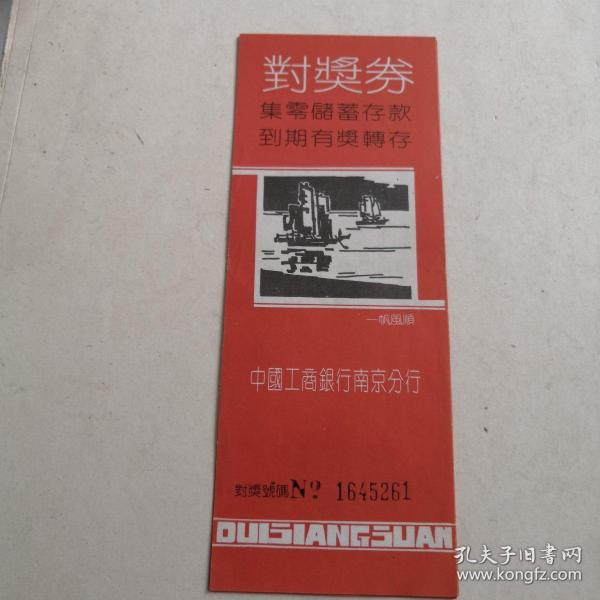 對獎券
集零儲蓄存款
到期有獎轉存
一帆風順
中國工商銀行南京分行
對獎號碼 Nº 1645261
DUISIANGSUAN
孔夫子旧书网
www.kongfz.com